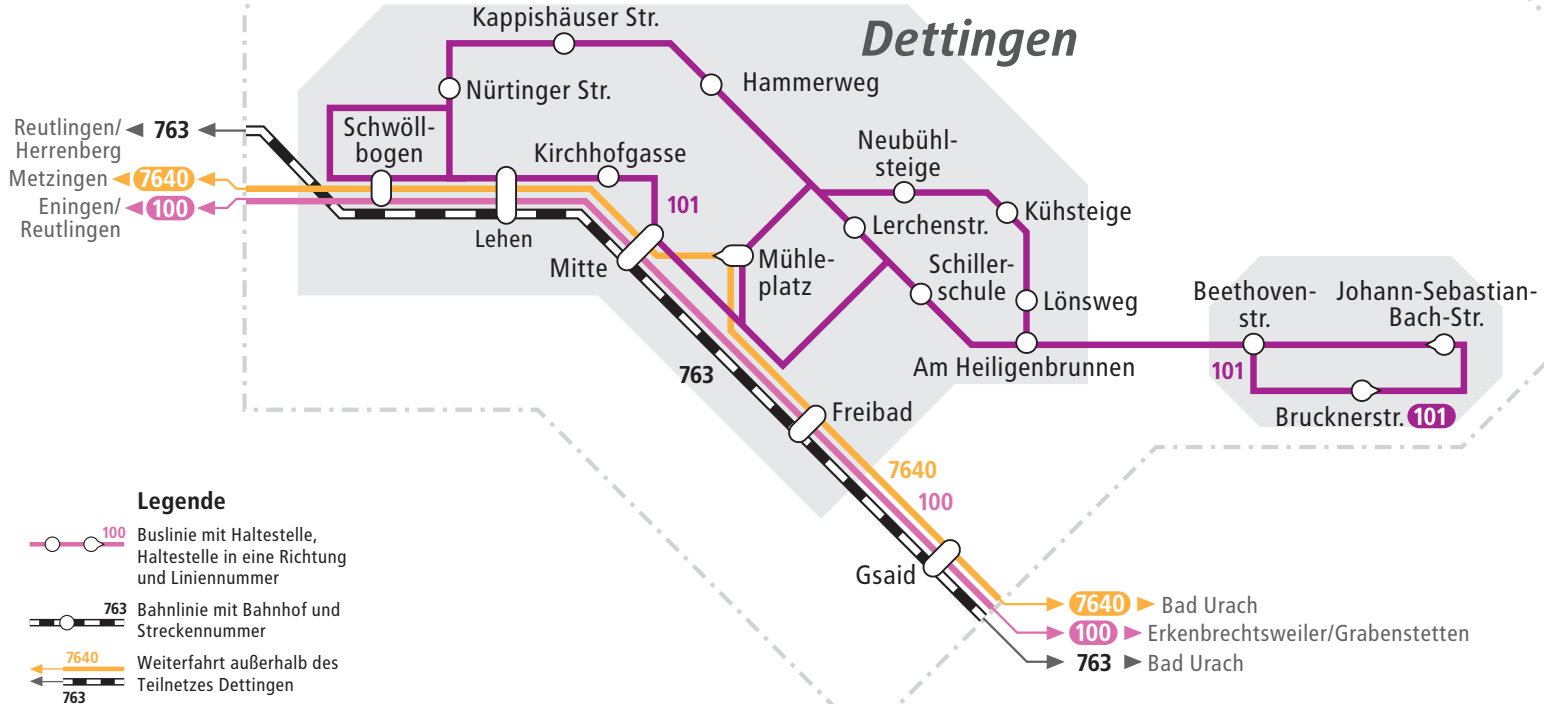 Kappishäuser Str.
Dettingen
Hammerweg
Nürtinger Str.
Reutlingen/
Herrenberg
763
Schwöll-
bogen
Kirchhofgasse
Neubühl-
steige
Metzingen
7640
Eningen/
Reutlingen
100
101
Kühsteige
Lerchenstr.
Lehen
Mitte
Mühle-
platz
Schiller-
schule
Lönsweg
Beethoven-
str.
Johann-Sebastian-
Bach-Str.
Am Heiligenbrunnen
101
763
Brucknerstr. 101
Freibad
7640
100
Gsaid
7640 Bad Urach
100 Erkenbrechtsweiler/Grabenstetten
763 Bad Urach
Legende
100
Buslinie mit Haltestelle,
Haltestelle in eine Richtung
und Liniennummer
763
Bahnlinie mit Bahnhof und
Streckennummer
7640
Weiterfahrt außerhalb des
Teilnetzes Dettingen
763